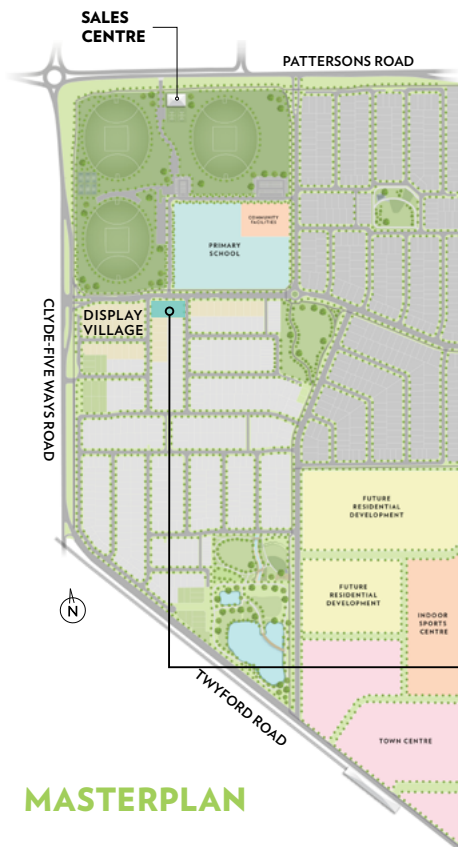 SALES
CENTRE
PATTERSONS ROAD
COMMUNITY
FACILITIES
PRIMARY
SCHOOL
DISPLAY
VILLAGE
CLYDE-FIVE WAYS ROAD
FUTURE
RESIDENTIAL
DEVELOPMENT
FUTURE
RESIDENTIAL
DEVELOPMENT
INDOOR
SPORTS
CENTRE
N
TWYFORD ROAD
TOWN CENTRE
MASTERPLAN